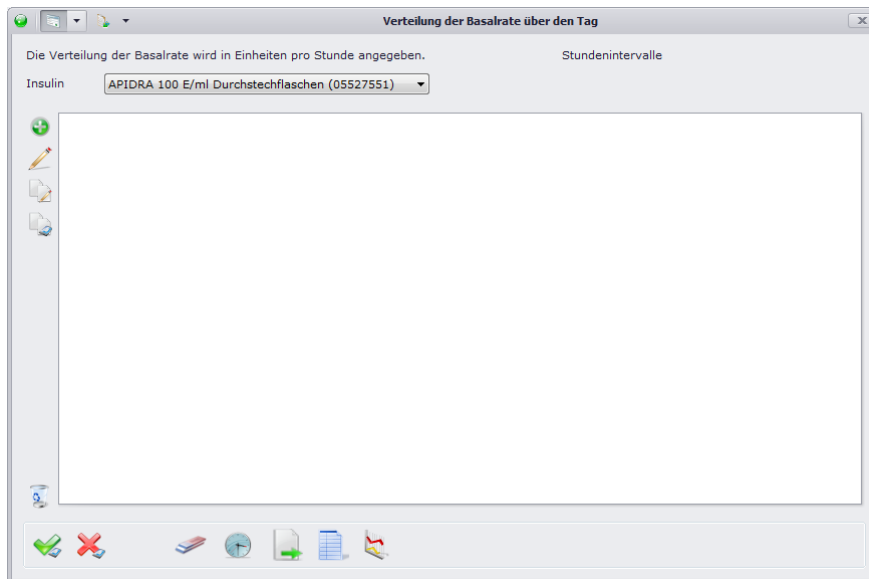 Verteilung der Basalrate über den Tag
Die Verteilung der Basalrate wird in Einheiten pro Stunde angegeben.
Stundenintervalle
Insulin
APIDRA 100 E/ml Durchstechflaschen (05527551)